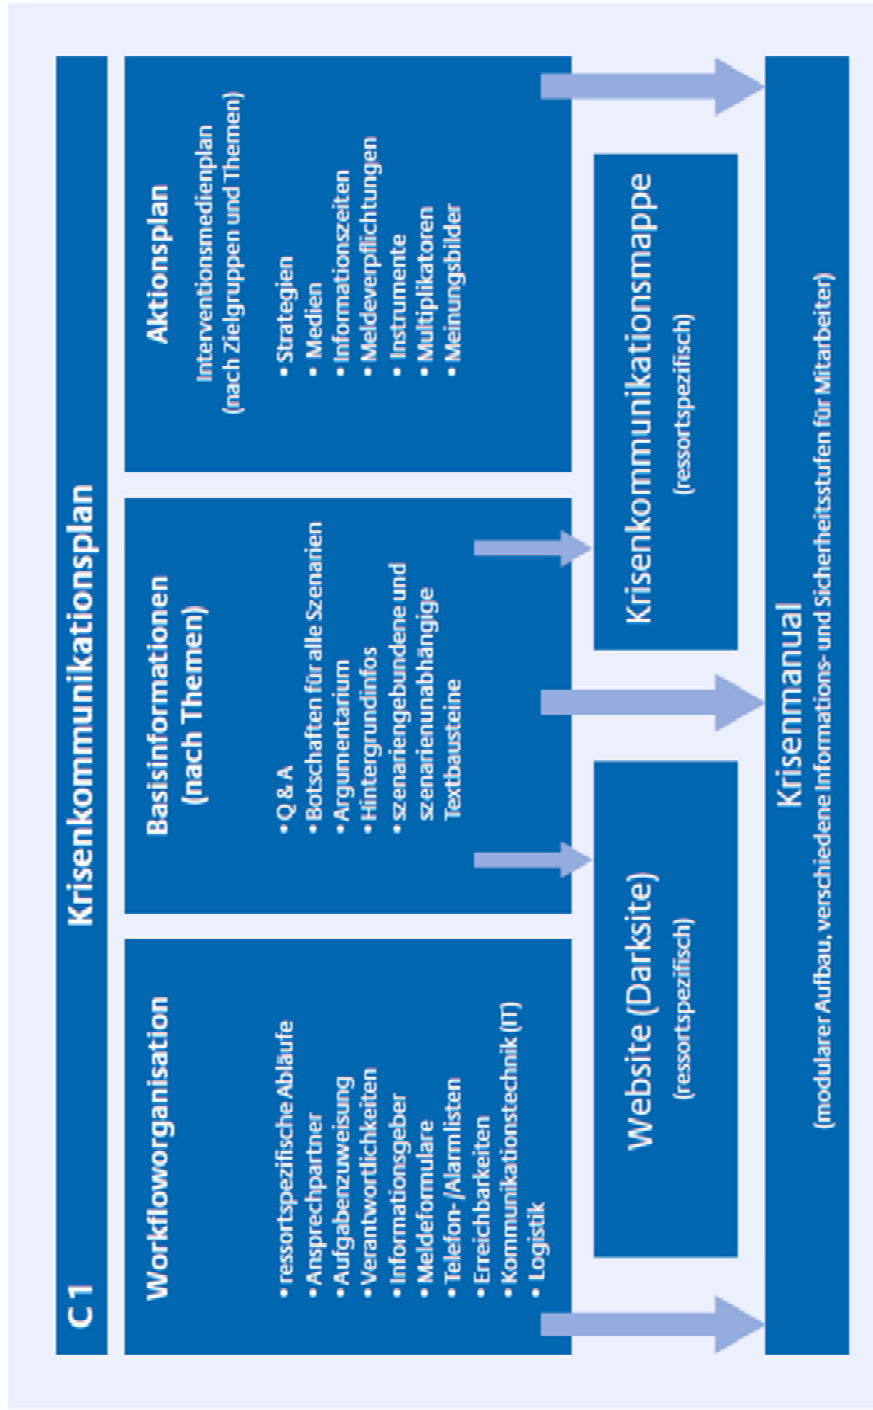 C1
Krisenkommunikationsplan
Workfloworganisation
• ressortspezifische Abläufe
• Ansprechpartner
• Aufgabenzuweisung
• Verantwortlichkeiten
• Informationsgeber
• Meldeformulare
• Telefon-/Alarmlisten
• Erreichbarkeiten
• Kommunikationstechnik (IT)
• Logistik
Basisinformationen
(nach Themen)
• Q & A
• Botschaften für alle Szenarien
• Argumentarium
• Hintergrundinfos
• szenariengebundene und
szenarienunabhängige
Textbausteine
Aktionsplan
Interventionsmedienplan
(nach Zielgruppen und Themen)
• Strategien
• Medien
• Informationszeiten
• Meldeverpflichtungen
• Instrumente
• Multiplikatoren
• Meinungsbilder
Website (Darksite)
(ressortspezifisch)
Krisenkommunikationsmappe
(ressortspezifisch)
Krisenmanual
(modularer Aufbau, verschiedene Informations- und Sicherheitsstufen für Mitarbeiter)